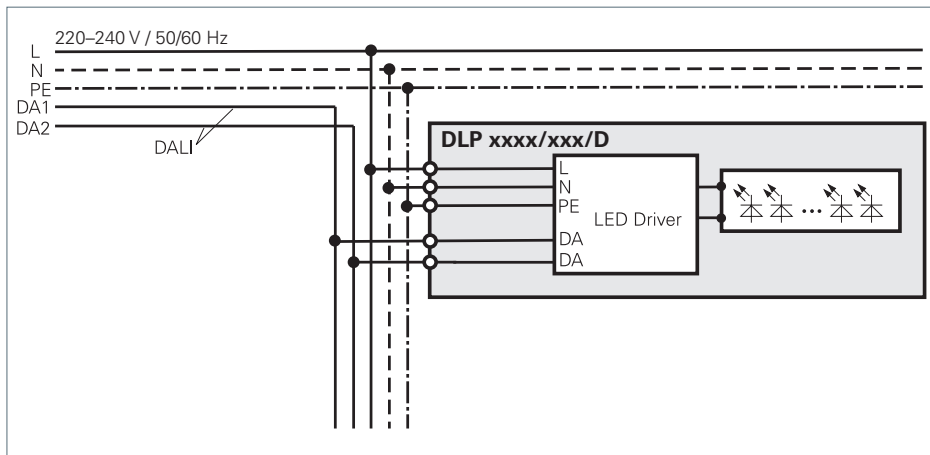 220–240 V / 50/60 Hz
L
N
PE
DA1
DA2
DALI
DLP xxxx/xxx/D
L
N
PE
LED Driver
DA
DA
...